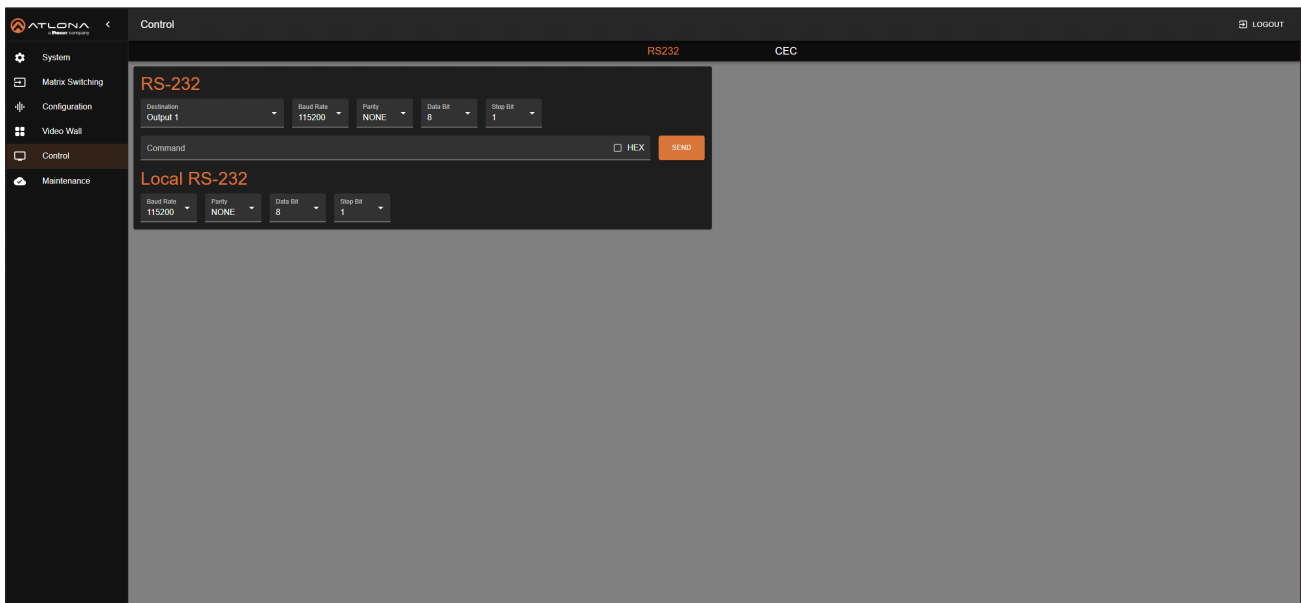 ATLONA
a Panduit company
Control
LOGOUT
System
Matrix Switching
Configuration
Video Wall
Control
Maintenance
RS232
CEC
RS-232
Destination
Output 1
Baud Rate
115200
Parity
NONE
Data Bit
8
Stop Bit
1
Command
HEX
SEND
Local RS-232
Baud Rate
115200
Parity
NONE
Data Bit
8
Stop Bit
1